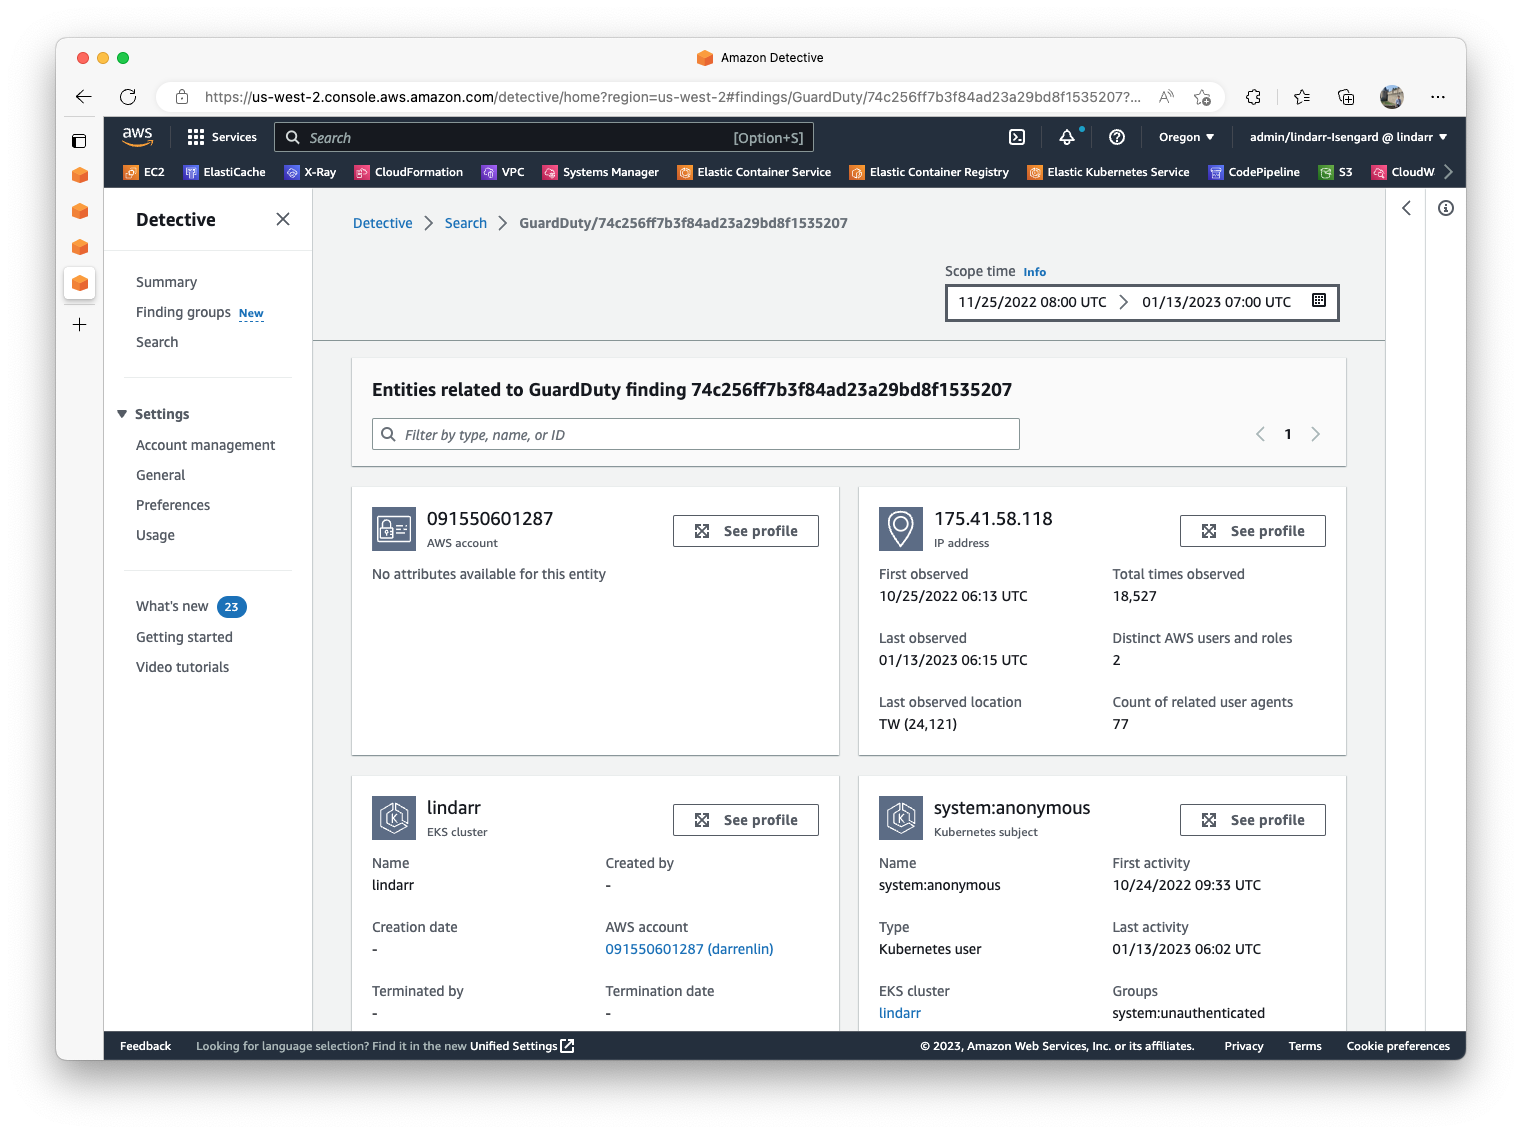 Amazon Detective
https://us-west-2.console.aws.amazon.com/detective/home?region=us-west-2#findings/GuardDuty/74c256ff7b3f84ad23a29bd8f1535207?...
aws
Services
Search
[Option+S]
Oregon
admin/lindarr-Isengard @ lindarr
EC2
ElastiCache
X-Ray
CloudFormation
VPC
Systems Manager
Elastic Container Service
Elastic Container Registry
Elastic Kubernetes Service
CodePipeline
S3
CloudW
Detective
Summary
Finding groups New
Search
Settings
Account management
General
Preferences
Usage
What's new 23
Getting started
Video tutorials
Detective > Search > GuardDuty/74c256ff7b3f84ad23a29bd8f1535207
Scope time Info
11/25/2022 08:00 UTC > 01/13/2023 07:00 UTC
Entities related to GuardDuty finding 74c256ff7b3f84ad23a29bd8f1535207
Filter by type, name, or ID
1
091550601287
AWS account
See profile
No attributes available for this entity
175.41.58.118
IP address
See profile
First observed
10/25/2022 06:13 UTC
Total times observed
18,527
Last observed
01/13/2023 06:15 UTC
Distinct AWS users and roles
2
Last observed location
TW (24,121)
Count of related user agents
77
lindarr
EKS cluster
See profile
Name
lindarr
Created by
-
Creation date
-
AWS account
091550601287 (darrenlin)
Terminated by
-
Termination date
-
system:anonymous
Kubernetes subject
See profile
Name
system:anonymous
First activity
10/24/2022 09:33 UTC
Type
Kubernetes user
Last activity
01/13/2023 06:02 UTC
EKS cluster
lindarr
Groups
system:unauthenticated
Feedback
Looking for language selection? Find it in the new Unified Settings
© 2023, Amazon Web Services, Inc. or its affiliates.
Privacy
Terms
Cookie preferences